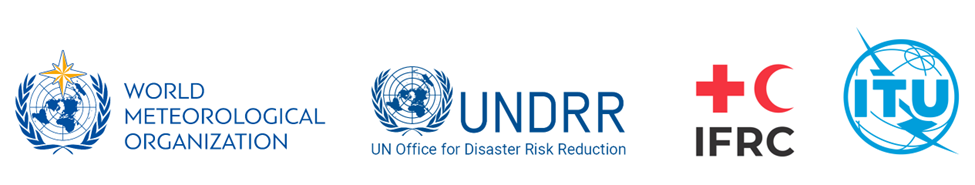 WORLD
METEOROLOGICAL
ORGANIZATION
UNDRR
UN Office for Disaster Risk Reduction
IFRC
ITU